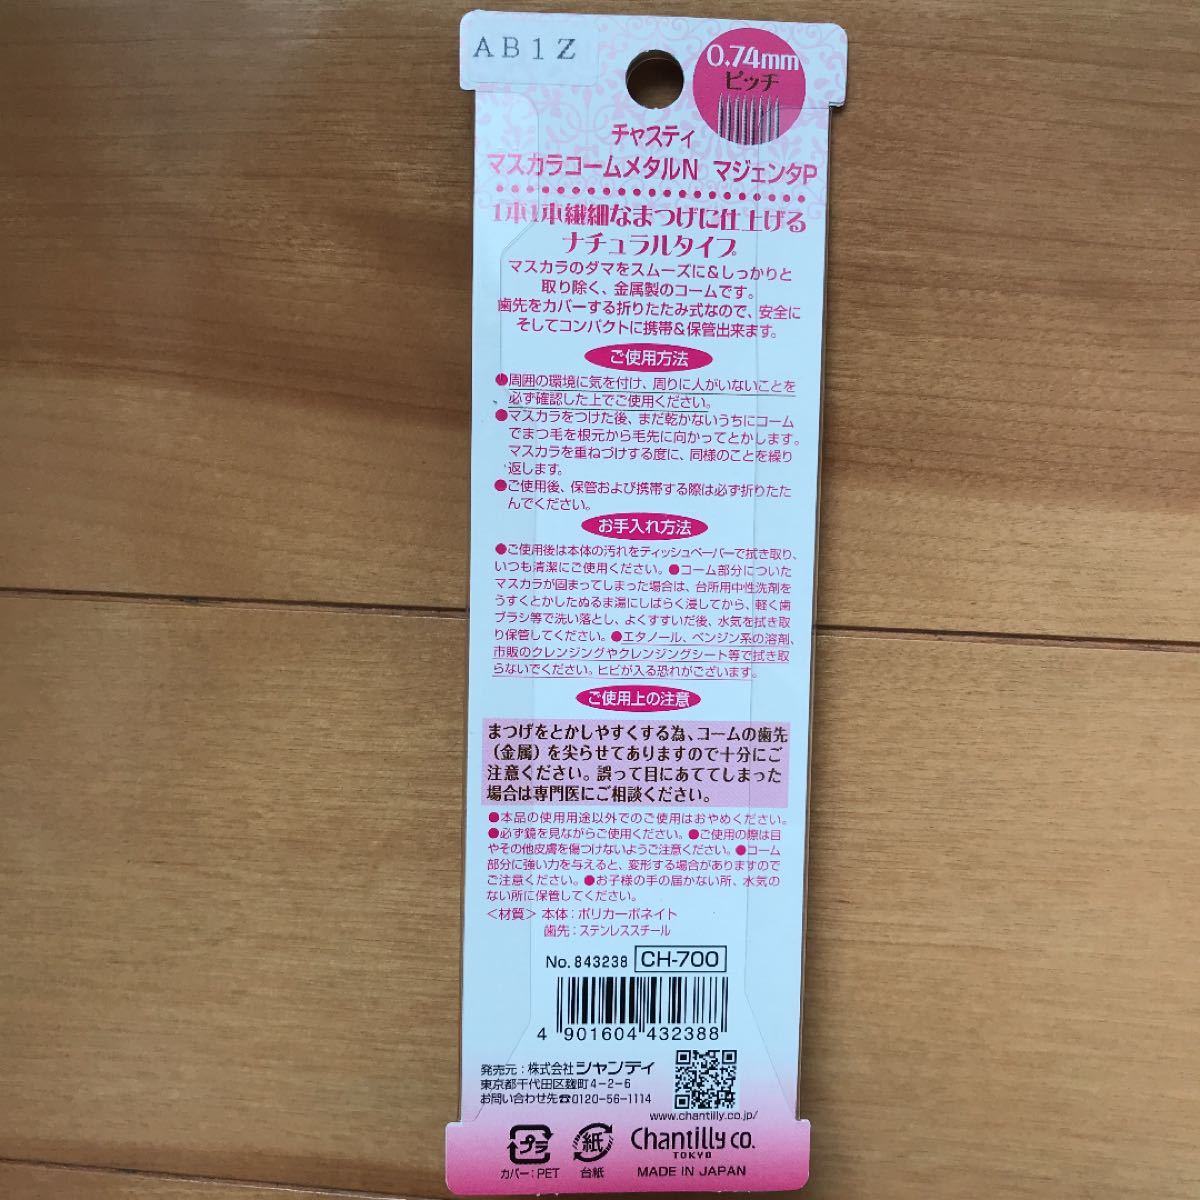 AB1Z
0.74mm
ピッチ
チャスティ
マスカラコームメタルN マジェンタP
1本1本繊細なまつげに仕上げる
ナチュラルタイプ
マスカラのダマをスムーズに&しっかりと
取り除く、金属製のコームです。
歯先をカバーする折りたたみ式なので、安全に
そしてコンパクトに携帯&保管出来ます。
ご使用方法
●周囲の環境に気を付け、周りに人がいないことを
必ず確認した上でご使用ください。
●マスカラをつけた後、まだ乾かないうちにコーム
でまつ毛を根元から毛先に向かってとかします。
マスカラを重ねづけする度に、同様のことを繰り
返します。
●ご使用後、保管および携帯する際は必ず折りたた
んでください。
お手入れ方法
●ご使用後は本体の汚れをティッシュペーパーで拭き取り、
いつも清潔にご使用ください。●コーム部分についた
マスカラが固まってしまった場合は、台所用中性洗剤を
うすくとかしたぬるま湯にしばらく浸してから、軽く歯
ブラシ等で洗い落とし、よくすすいだ後、水気を拭き取
り保管してください。●エタノール、ベンジン系の溶剤、
市販のクレンジングやクレンジングシート等で拭き取
らないでください。ヒビが入る恐れがございます。
ご使用上の注意
まつげをとかしやすくする為、コームの歯先
(金属)を尖らせてありますので十分にご
注意ください。誤って目にあててしまった
場合は専門医にご相談ください。
●本品の使用用途以外でのご使用はおやめください。
●必ず鏡を見ながらご使用ください。●ご使用の際は目
やその他皮膚を傷つけないようご注意ください。●コーム
部分に強い力を与えると、変形する場合がありますので
ご注意ください。●お子様の手の届かない所、水気の
ない所に保管してください。
<材質>本体:ポリカーボネイト
歯先:ステンレススチール
No. 843238 CH-700
4 901604 432388
発売元:株式会社シャンティ
東京都千代田区麹町4-2-6
お問い合わせ先☎0120-56-1114
www.chantilly.co.jp/
プラ
カバー:PET
紙
台紙
Chantilly co.
TOKYO
MADE IN JAPAN